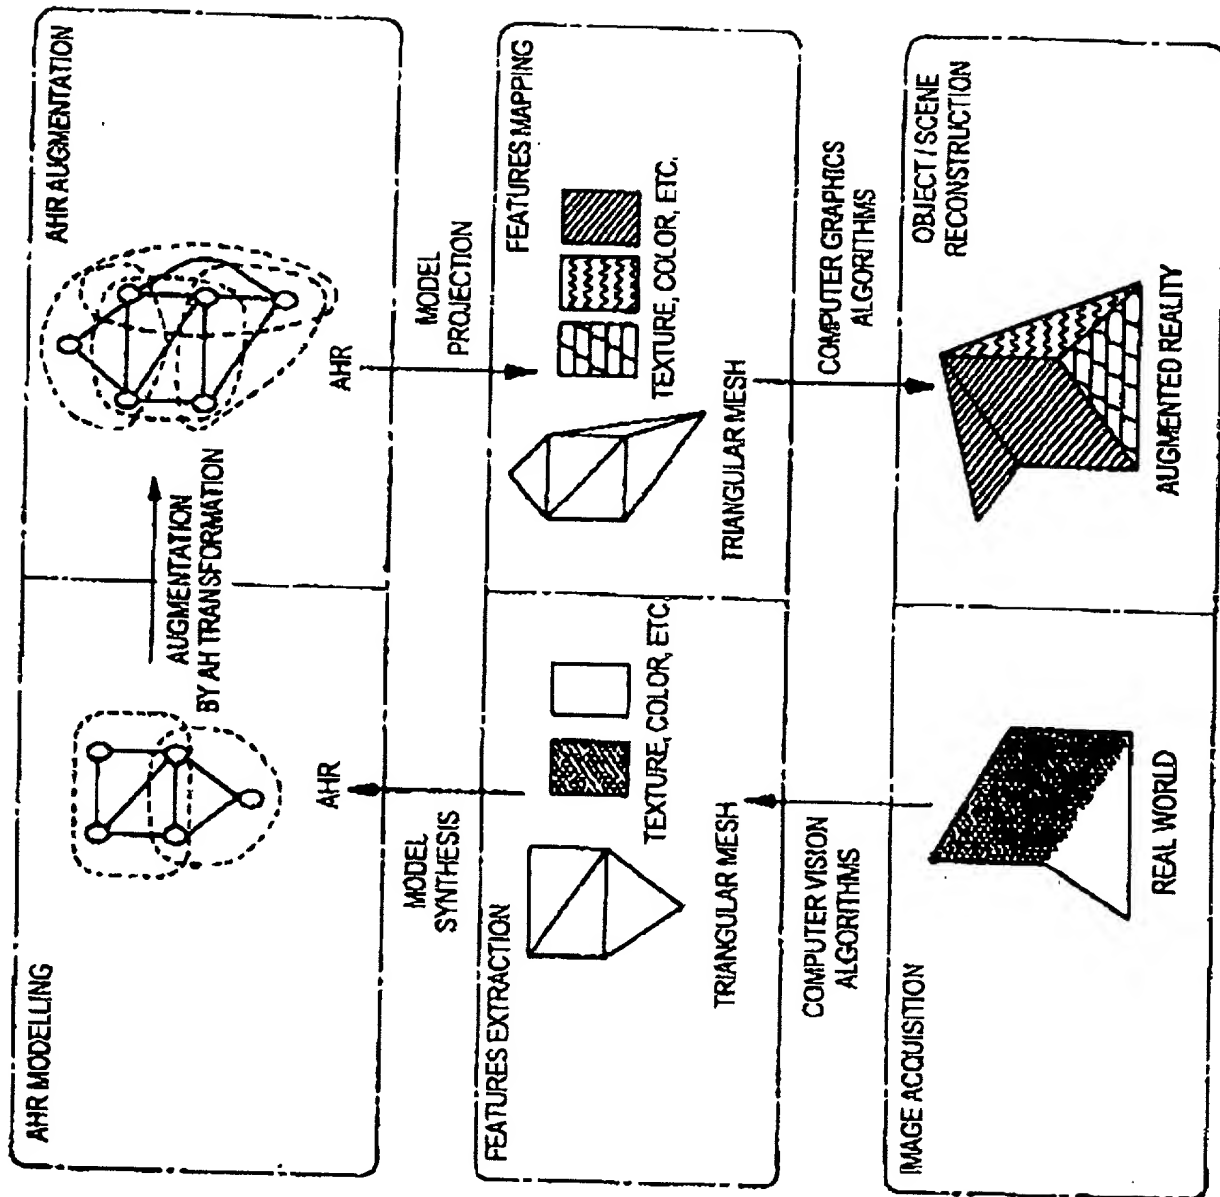 AHR MODELLING
AHR
AUGMENTATION
BY AH TRANSFORMATION
AHR AUGMENTATION
AHR
MODEL
SYNTHESIS
MODEL
PROJECTION
FEATURES EXTRACTION
TRIANGULAR MESH
TEXTURE, COLOR, ETC.
FEATURES MAPPING
TRIANGULAR MESH
TEXTURE, COLOR, ETC.
COMPUTER VISION
ALGORITHMS
COMPUTER GRAPHICS
ALGORITHMS
IMAGE ACQUISITION
REAL WORLD
OBJECT / SCENE
RECONSTRUCTION
AUGMENTED REALITY